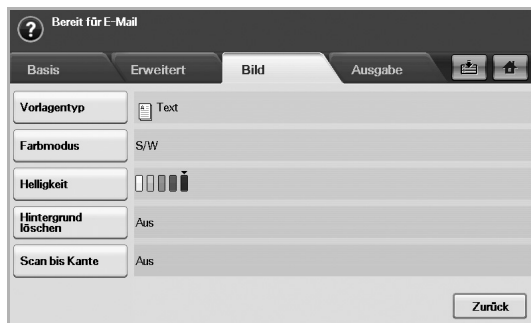 Bereit für E-Mail
Basis Erweitert Bild Ausgabe
Vorlagentyp Text
Farbmodus S/W
Helligkeit
Hintergrund
löschen Aus
Scan bis Kante Aus
Zurück